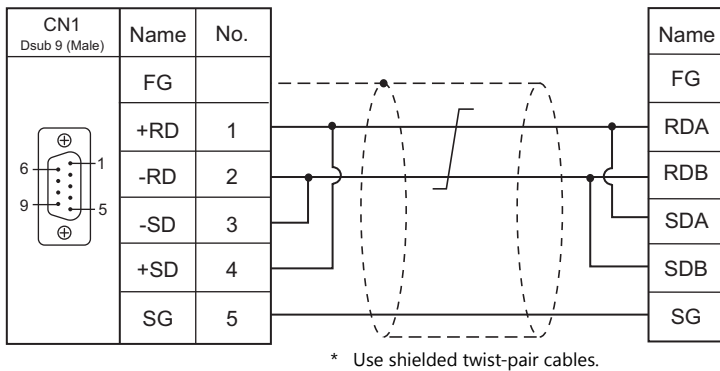 CN1
Dsub 9 (Male)
Name
No.
Name
FG
FG
+RD
1
RDA
-RD
2
RDB
-SD
3
SDA
+SD
4
SDB
SG
5
SG
6
1
9
5
* Use shielded twist-pair cables.